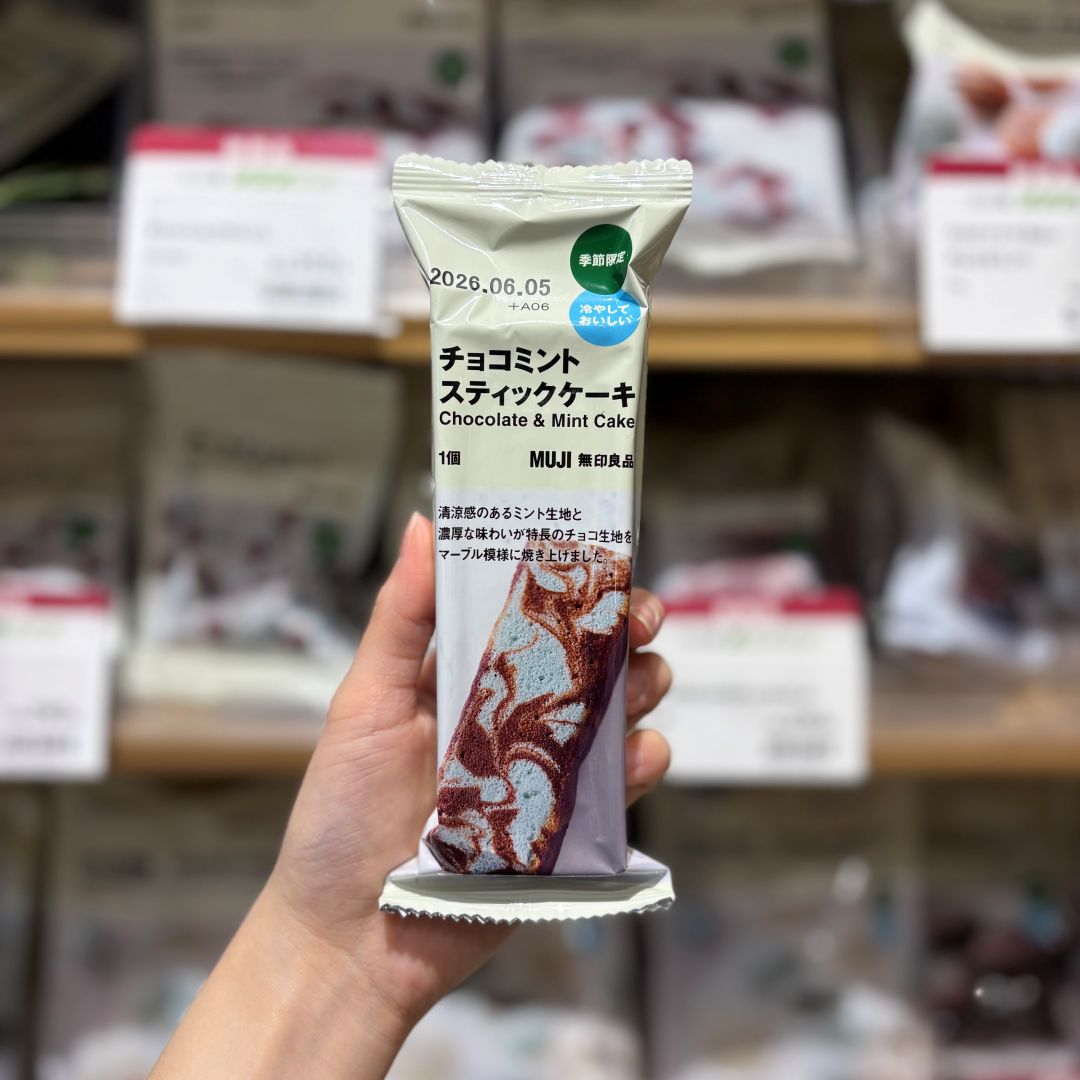 季節限定
2026.06.05
+A06
冷やして
おいしい
チョコミント
スティックケーキ
Chocolate & Mint Cake
1個 MUJI 無印良品
清涼感のあるミント生地と
濃厚な味わいが特長のチョコ生地を
マーブル模様に焼き上げました。